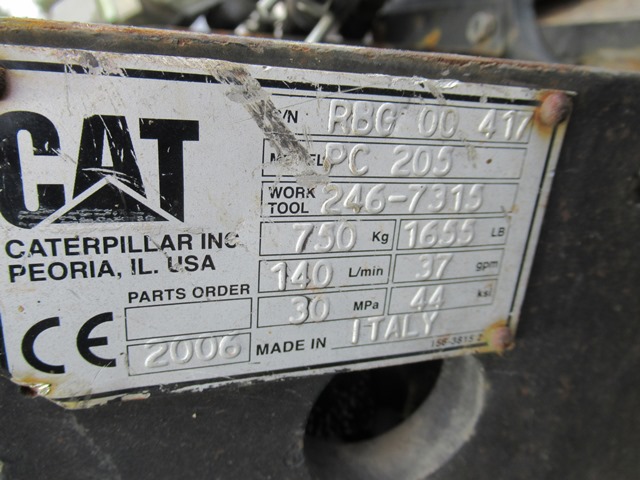 CAT
CATERPILLAR INC
PEORIA, IL. USA
PARTS ORDER
CE
2006
S/N RBG 00 417
MODEL PC 205
WORK TOOL 246-7315
750 Kg 1655 LB
140 L/min 37 gpm
30 MPa 44 ksi
MADE IN ITALY